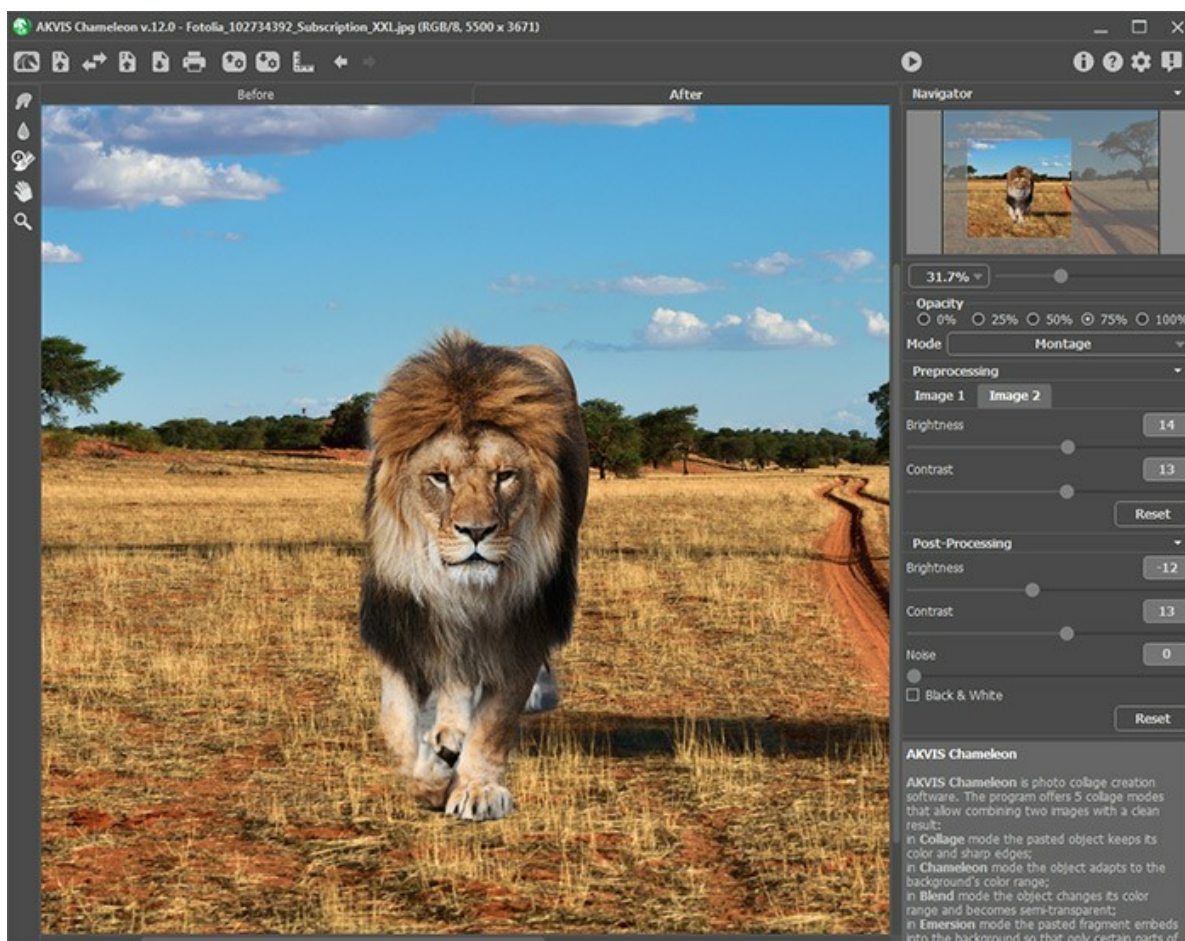 AKVIS Chameleon v.12.0 - Fotolia_102734392_Subscription_XXL.jpg (RGB/8, 5500 x 3671)
Before
After
Navigator
31.7%
Opacity
0% 25% 50% 75% 100%
Mode Montage
Preprocessing
Image 1 Image 2
Brightness 14
Contrast 13
Reset
Post-Processing
Brightness -12
Contrast 13
Noise 0
Black & White
Reset
AKVIS Chameleon
AKVIS Chameleon is photo collage creation
software. The program offers 5 collage modes
that allow combining two images with a clean
result:
in Collage mode the pasted object keeps its
color and sharp edges;
in Chameleon mode the object adapts to the
background's color range;
in Blend mode the object changes its color
range and becomes semi-transparent;
in Emersion mode the pasted fragment embeds
into the background so that only certain parts of